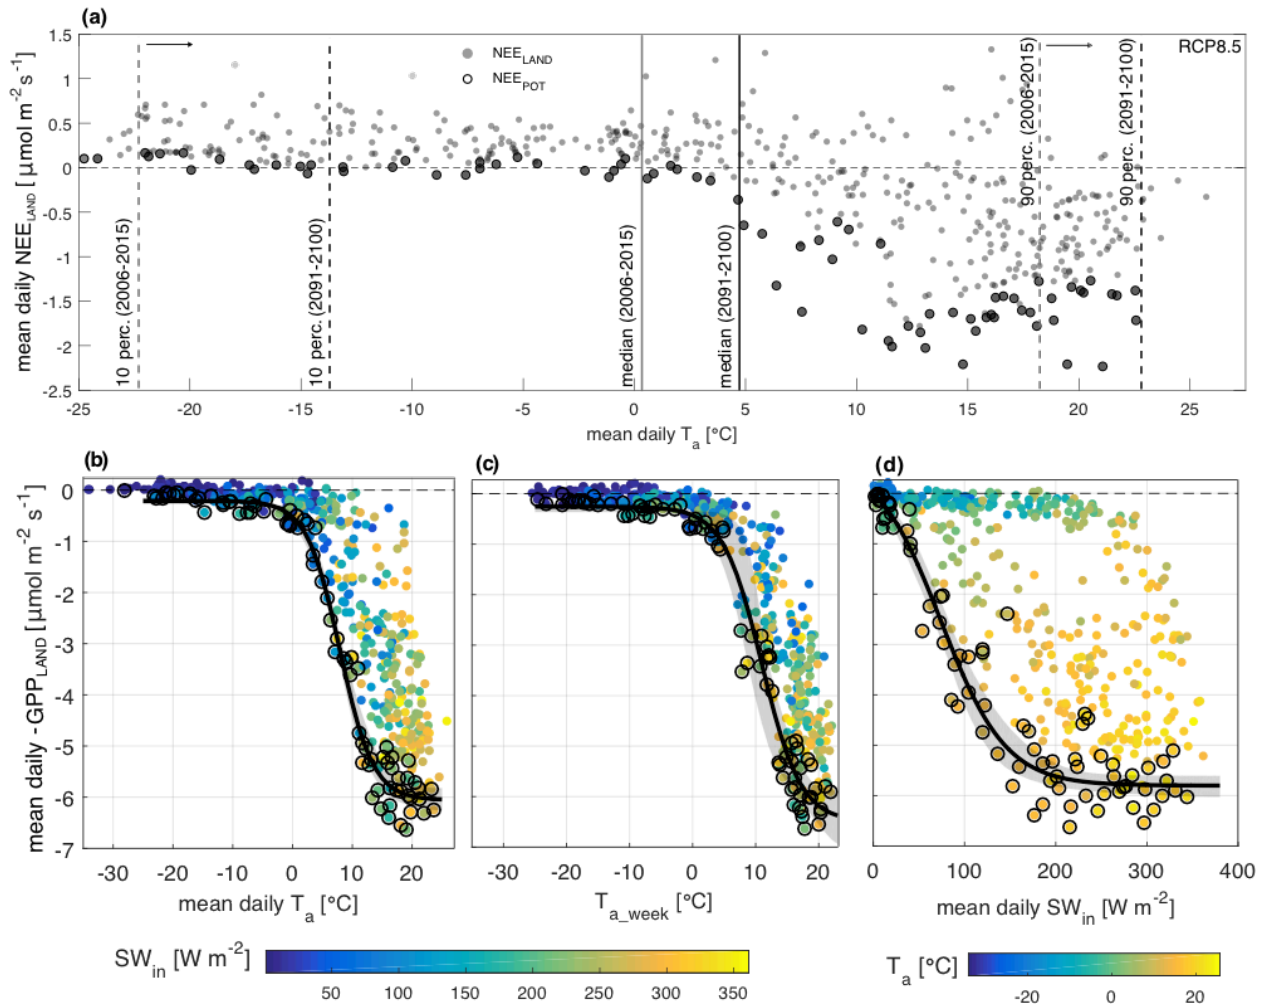 (a)
RCP8.5
NEE_LAND
NEE_POT
mean daily NEE_LAND [ µmol m^-2 s^-1]
1.5
1
0.5
0
-0.5
-1
-1.5
-2
-2.5
10 perc. (2006-2015)
10 perc. (2091-2100)
median (2006-2015)
median (2091-2100)
90 perc. (2006-2015)
90 perc. (2091-2100)
-25 -20 -15 -10 -5 0 5 10 15 20 25
mean daily T_a [°C]
(b)
(c)
(d)
mean daily -GPP_LAND [µmol m^-2 s^-1]
0
-1
-2
-3
-4
-5
-6
-7
-30 -20 -10 0 10 20
mean daily T_a [°C]
-30 -20 -10 0 10 20
T_a_week [°C]
0 100 200 300 400
mean daily SW_in [W m^-2]
SW_in [W m^-2]
50 100 150 200 250 300 350
T_a [°C]
-20 0 20